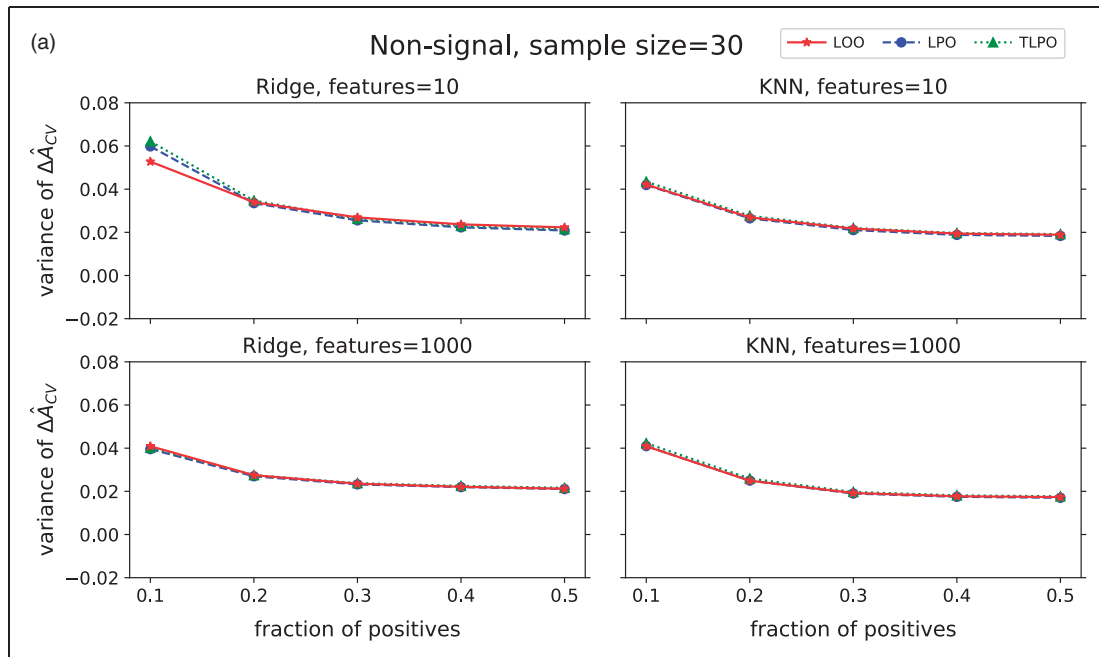 (a)
Non-signal, sample size=30
LOO
LPO
TLPO
Ridge, features=10
KNN, features=10
variance of ΔÂ_CV
0.08
0.06
0.04
0.02
0.00
−0.02
Ridge, features=1000
KNN, features=1000
variance of ΔÂ_CV
0.08
0.06
0.04
0.02
0.00
−0.02
0.1 0.2 0.3 0.4 0.5
0.1 0.2 0.3 0.4 0.5
fraction of positives
fraction of positives